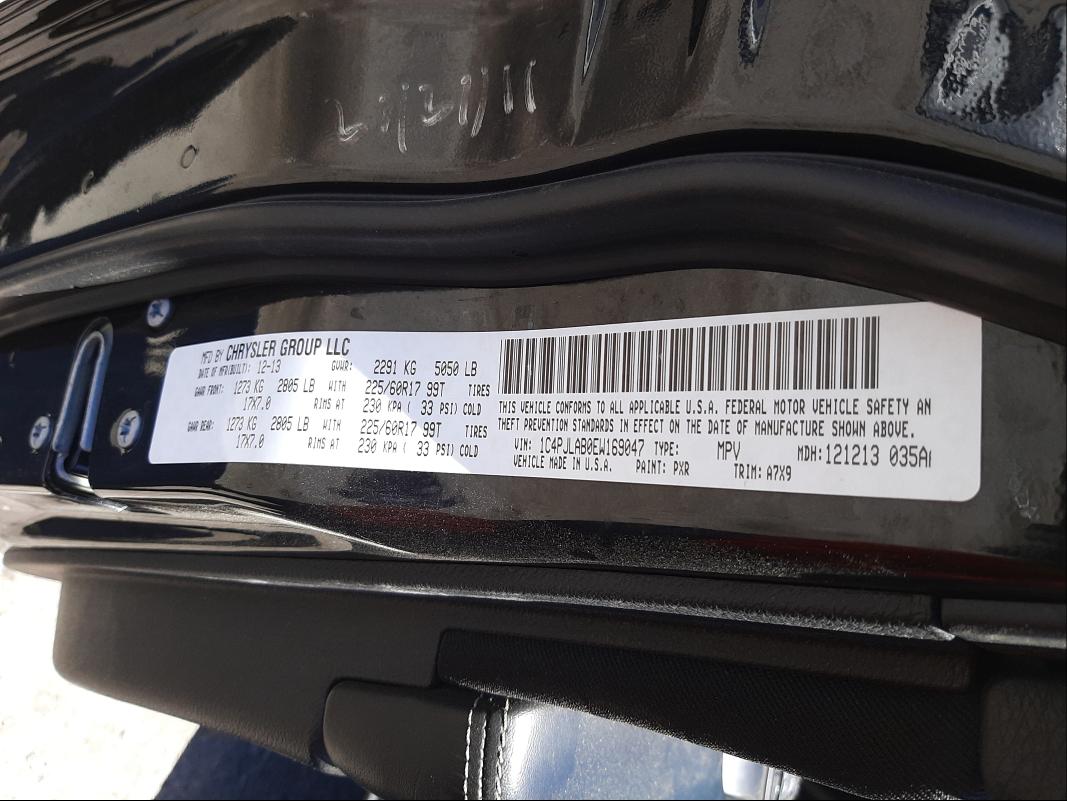 MFD BY CHRYSLER GROUP LLC
DATE OF MFR(BUILT): 12-13 GVWR: 2291 KG 5050 LB
GAWR FRONT: 1273 KG 2805 LB WITH 225/60R17 99T TIRES
17X7.0 RIMS AT 230 KPA ( 33 PSI) COLD
GAWR REAR: 1273 KG 2805 LB WITH 225/60R17 99T TIRES
17X7.0 RIMS AT 230 KPA ( 33 PSI) COLD
THIS VEHICLE CONFORMS TO ALL APPLICABLE U.S.A. FEDERAL MOTOR VEHICLE SAFETY AN
THEFT PREVENTION STANDARDS IN EFFECT ON THE DATE OF MANUFACTURE SHOWN ABOVE.
VIN: 1C4PJLAB0EW169047 TYPE: MPV MDH: 121213 035A
VEHICLE MADE IN U.S.A. PAINT: PXR TRIM: A7X9